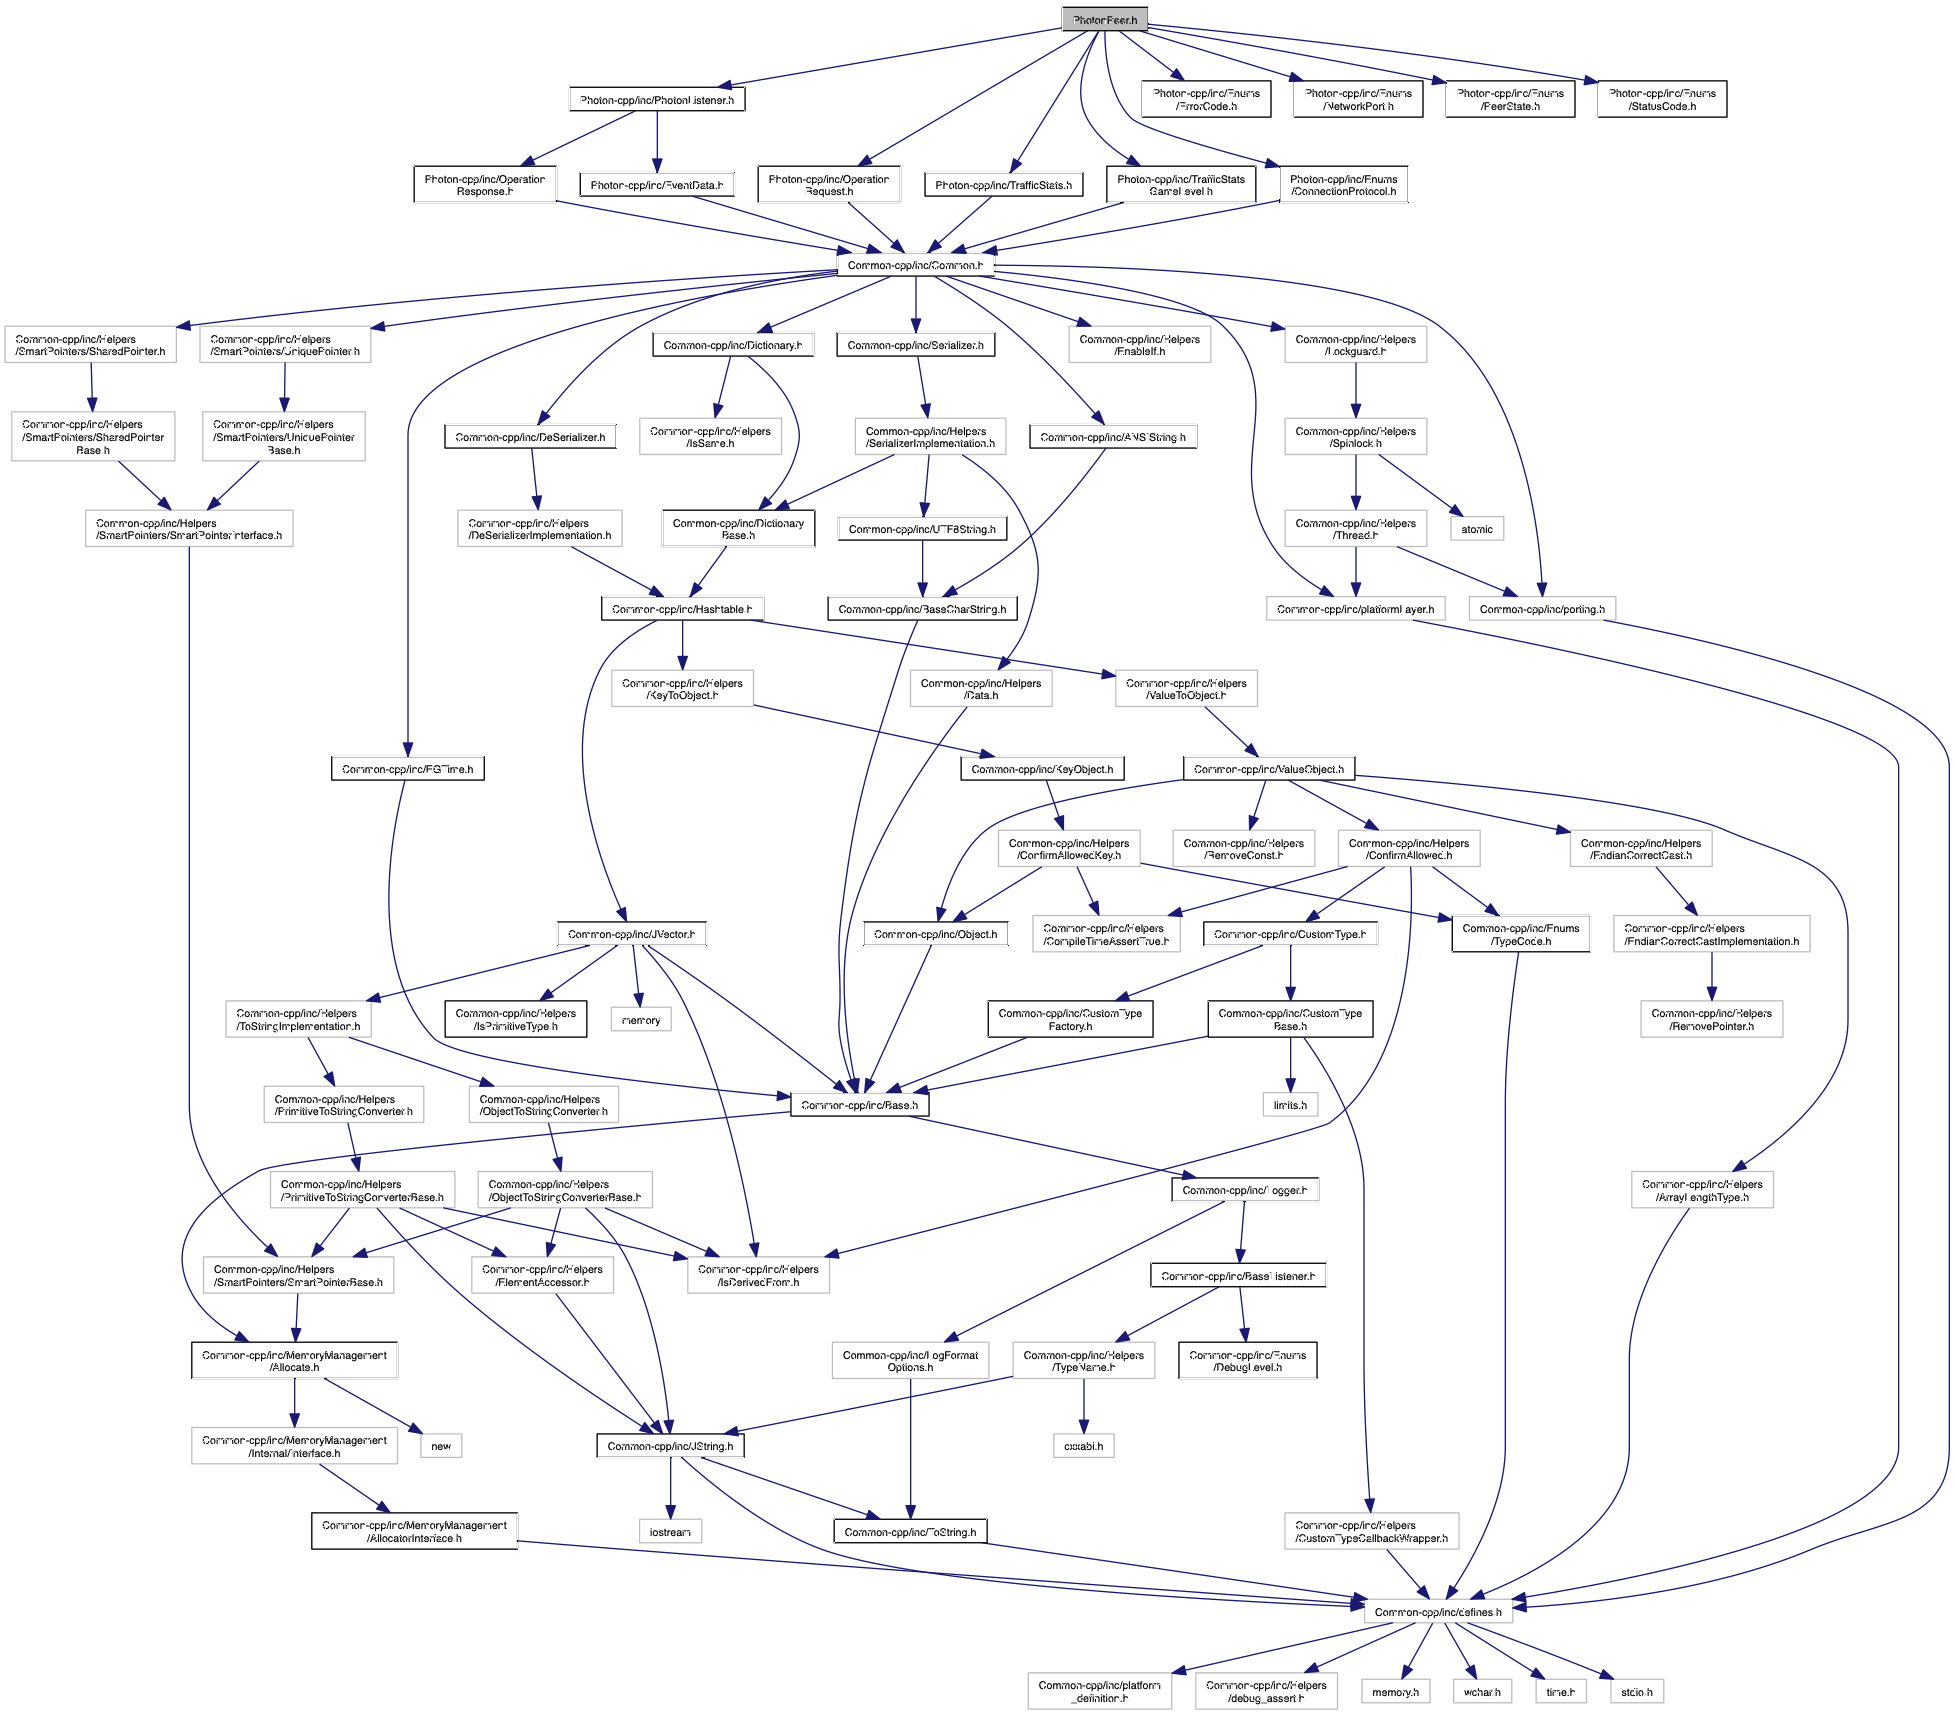 PhotonPeer.h
Photon-cpp/inc/PhotonListener.h
Photon-cpp/inc/Enums
/ErrorCode.h
Photon-cpp/inc/Enums
/NetworkPort.h
Photon-cpp/inc/Enums
/PeerState.h
Photon-cpp/inc/Enums
/StatusCode.h
Photon-cpp/inc/Operation
Response.h
Photon-cpp/inc/EventData.h
Photon-cpp/inc/Operation
Request.h
Photon-cpp/inc/TrafficStats.h
Photon-cpp/inc/TrafficStats
GameLevel.h
Photon-cpp/inc/Enums
/ConnectionProtocol.h
Common-cpp/inc/Common.h
Common-cpp/inc/Helpers
/SmartPointers/SharedPointer.h
Common-cpp/inc/Helpers
/SmartPointers/UniquePointer.h
Common-cpp/inc/Dictionary.h
Common-cpp/inc/Serializer.h
Common-cpp/inc/Helpers
/EnableIf.h
Common-cpp/inc/Helpers
/Lockguard.h
Common-cpp/inc/Helpers
/SmartPointers/SharedPointer
Base.h
Common-cpp/inc/Helpers
/SmartPointers/UniquePointer
Base.h
Common-cpp/inc/DeSerializer.h
Common-cpp/inc/Helpers
/IsSame.h
Common-cpp/inc/Helpers
/SerializerImplementation.h
Common-cpp/inc/ANSIString.h
Common-cpp/inc/Helpers
/Spinlock.h
Common-cpp/inc/Helpers
/SmartPointers/SmartPointerInterface.h
Common-cpp/inc/Helpers
/DeSerializerImplementation.h
Common-cpp/inc/Dictionary
Base.h
Common-cpp/inc/UTF8String.h
Common-cpp/inc/Helpers
/Thread.h
atomic
Common-cpp/inc/Hashtable.h
Common-cpp/inc/BaseCharString.h
Common-cpp/inc/platformLayer.h
Common-cpp/inc/porting.h
Common-cpp/inc/Helpers
/KeyToObject.h
Common-cpp/inc/Helpers
/Data.h
Common-cpp/inc/Helpers
/ValueToObject.h
Common-cpp/inc/EGTime.h
Common-cpp/inc/KeyObject.h
Common-cpp/inc/ValueObject.h
Common-cpp/inc/Helpers
/ConfirmAllowedKey.h
Common-cpp/inc/Helpers
/RemoveConst.h
Common-cpp/inc/Helpers
/ConfirmAllowed.h
Common-cpp/inc/Helpers
/EndianCorrectCast.h
Common-cpp/inc/JVector.h
Common-cpp/inc/Object.h
Common-cpp/inc/Helpers
/CompileTimeAssertTrue.h
Common-cpp/inc/CustomType.h
Common-cpp/inc/Enums
/TypeCode.h
Common-cpp/inc/Helpers
/EndianCorrectCastImplementation.h
Common-cpp/inc/Helpers
/ToStringImplementation.h
Common-cpp/inc/Helpers
/IsPrimitiveType.h
memory
Common-cpp/inc/CustomType
Factory.h
Common-cpp/inc/CustomType
Base.h
Common-cpp/inc/Helpers
/RemovePointer.h
Common-cpp/inc/Helpers
/PrimitiveToStringConverter.h
Common-cpp/inc/Helpers
/ObjectToStringConverter.h
Common-cpp/inc/Base.h
limits.h
Common-cpp/inc/Helpers
/PrimitiveToStringConverterBase.h
Common-cpp/inc/Helpers
/ObjectToStringConverterBase.h
Common-cpp/inc/Logger.h
Common-cpp/inc/Helpers
/ArrayLengthType.h
Common-cpp/inc/Helpers
/SmartPointers/SmartPointerBase.h
Common-cpp/inc/Helpers
/ElementAccessor.h
Common-cpp/inc/Helpers
/IsDerivedFrom.h
Common-cpp/inc/BaseListener.h
Common-cpp/inc/MemoryManagement
/Allocate.h
Common-cpp/inc/LogFormat
Options.h
Common-cpp/inc/Helpers
/TypeName.h
Common-cpp/inc/Enums
/DebugLevel.h
Common-cpp/inc/MemoryManagement
/Internal/Interface.h
new
Common-cpp/inc/JString.h
cxxabi.h
Common-cpp/inc/MemoryManagement
/AllocatorInterface.h
iostream
Common-cpp/inc/ToString.h
Common-cpp/inc/Helpers
/CustomTypeCallbackWrapper.h
Common-cpp/inc/defines.h
Common-cpp/inc/platform
_definition.h
Common-cpp/inc/Helpers
/debug_assert.h
memory.h
wchar.h
time.h
stdio.h